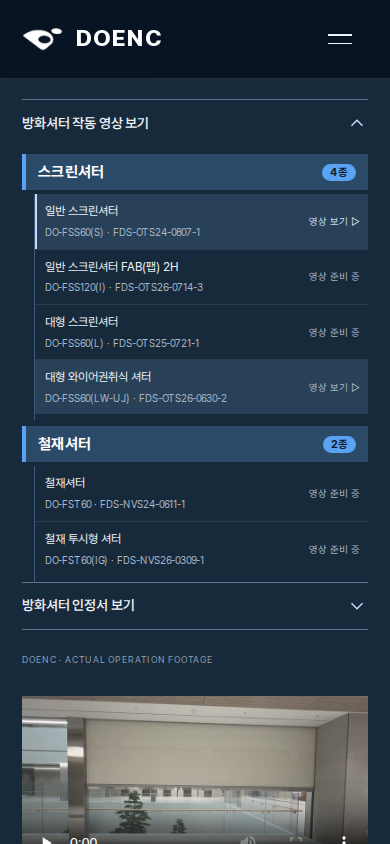 DOENC
방화셔터 작동 영상 보기
스크린셔터 4종
일반 스크린셔터
DO-FSS60(S) · FDS-OTS24-0807-1
영상 보기 ▷
일반 스크린셔터 FAB(팹) 2H
DO-FSS120(I) · FDS-OTS26-0714-3
영상 준비 중
대형 스크린셔터
DO-FSS60(L) · FDS-OTS25-0721-1
영상 준비 중
대형 와이어권취식 셔터
DO-FSS60(LW-UJ) · FDS-OTS26-0630-2
영상 보기 ▷
철재셔터 2종
철재셔터
DO-FST60 · FDS-NVS24-0611-1
영상 준비 중
철재 투시형 셔터
DO-FST60(IG) · FDS-NVS26-0309-1
영상 준비 중
방화셔터 인정서 보기
DOENC · ACTUAL OPERATION FOOTAGE
0:00